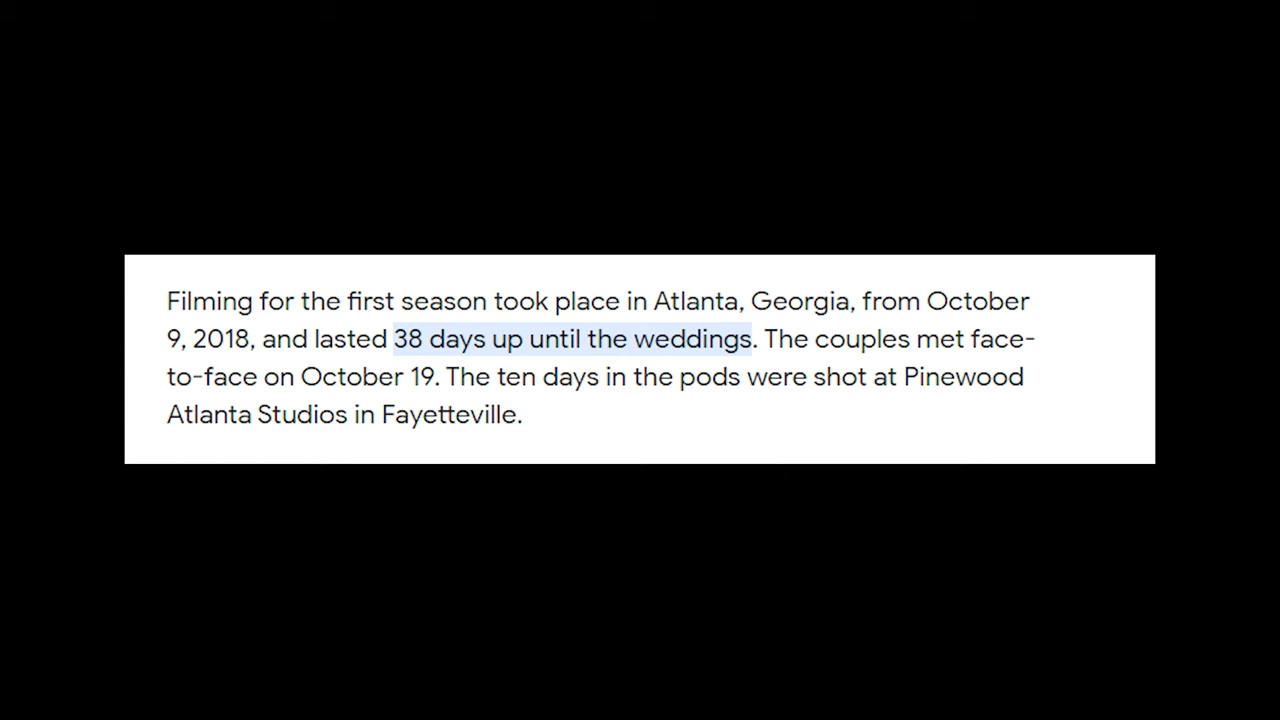 Filming for the first season took place in Atlanta, Georgia, from October
9, 2018, and lasted 38 days up until the weddings. The couples met face-
to-face on October 19. The ten days in the pods were shot at Pinewood
Atlanta Studios in Fayetteville.